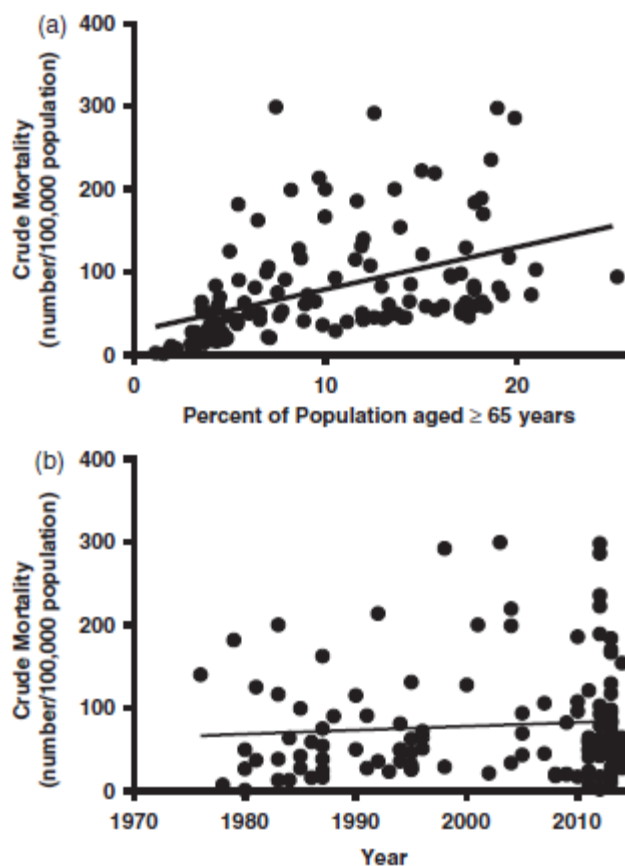 (a)
400
300
200
100
0
Crude Mortality
(number/100,000 population)
0 10 20
Percent of Population aged ≥ 65 years
(b)
400
300
200
100
0
Crude Mortality
(number/100,000 population)
1970 1980 1990 2000 2010
Year